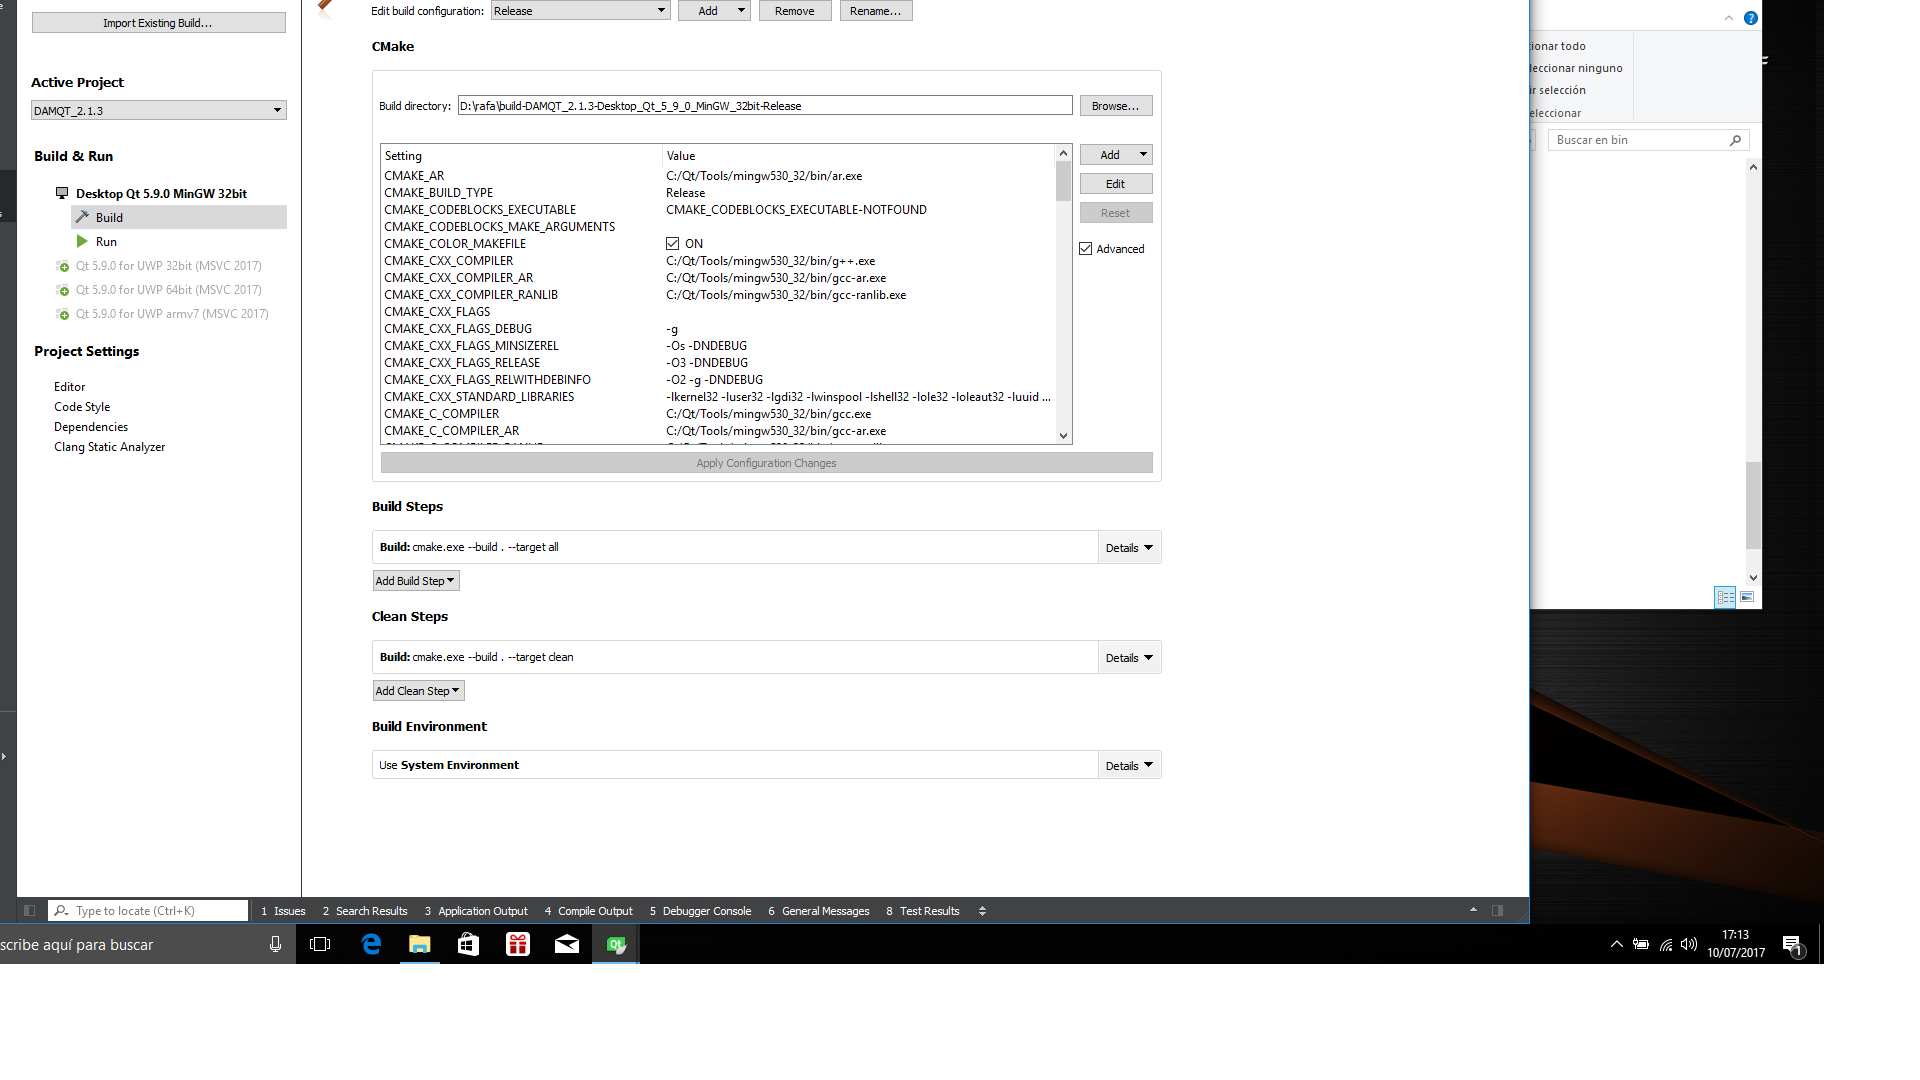 Import Existing Build...
Active Project
DAMQT_2.1.3
Build & Run
Desktop Qt 5.9.0 MinGW 32bit
Build
Run
Qt 5.9.0 for UWP 32bit (MSVC 2017)
Qt 5.9.0 for UWP 64bit (MSVC 2017)
Qt 5.9.0 for UWP armv7 (MSVC 2017)
Project Settings
Editor
Code Style
Dependencies
Clang Static Analyzer
Edit build configuration: Release Add Remove Rename...
CMake
Build directory: D:\rafa\build-DAMQT_2.1.3-Desktop_Qt_5_9_0_MinGW_32bit-Release Browse...
Setting Value
CMAKE_AR C:/Qt/Tools/mingw530_32/bin/ar.exe
CMAKE_BUILD_TYPE Release
CMAKE_CODEBLOCKS_EXECUTABLE CMAKE_CODEBLOCKS_EXECUTABLE-NOTFOUND
CMAKE_CODEBLOCKS_MAKE_ARGUMENTS
CMAKE_COLOR_MAKEFILE ON
CMAKE_CXX_COMPILER C:/Qt/Tools/mingw530_32/bin/g++.exe
CMAKE_CXX_COMPILER_AR C:/Qt/Tools/mingw530_32/bin/gcc-ar.exe
CMAKE_CXX_COMPILER_RANLIB C:/Qt/Tools/mingw530_32/bin/gcc-ranlib.exe
CMAKE_CXX_FLAGS
CMAKE_CXX_FLAGS_DEBUG -g
CMAKE_CXX_FLAGS_MINSIZEREL -Os -DNDEBUG
CMAKE_CXX_FLAGS_RELEASE -O3 -DNDEBUG
CMAKE_CXX_FLAGS_RELWITHDEBINFO -O2 -g -DNDEBUG
CMAKE_CXX_STANDARD_LIBRARIES -lkernel32 -luser32 -lgdi32 -lwinspool -lshell32 -lole32 -loleaut32 -luuid ...
CMAKE_C_COMPILER C:/Qt/Tools/mingw530_32/bin/gcc.exe
CMAKE_C_COMPILER_AR C:/Qt/Tools/mingw530_32/bin/gcc-ar.exe
Add
Edit
Reset
Advanced
Apply Configuration Changes
Build Steps
Build: cmake.exe --build . --target all Details
Add Build Step
Clean Steps
Build: cmake.exe --build . --target clean Details
Add Clean Step
Build Environment
Use System Environment Details
ionar todo
leccionar ninguno
ir selección
eleccionar
Buscar en bin
Type to locate (Ctrl+K) 1 Issues 2 Search Results 3 Application Output 4 Compile Output 5 Debugger Console 6 General Messages 8 Test Results
scribe aquí para buscar
Qt
17:13
10/07/2017
1